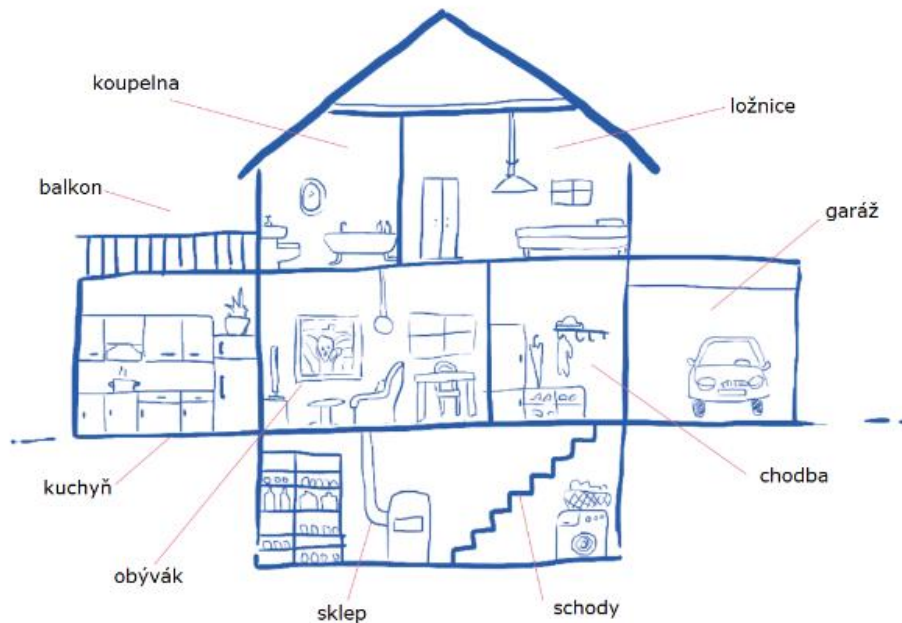 koupelna
ložnice
balkon
garáž
kuchyň
chodba
obývák
sklep
schody